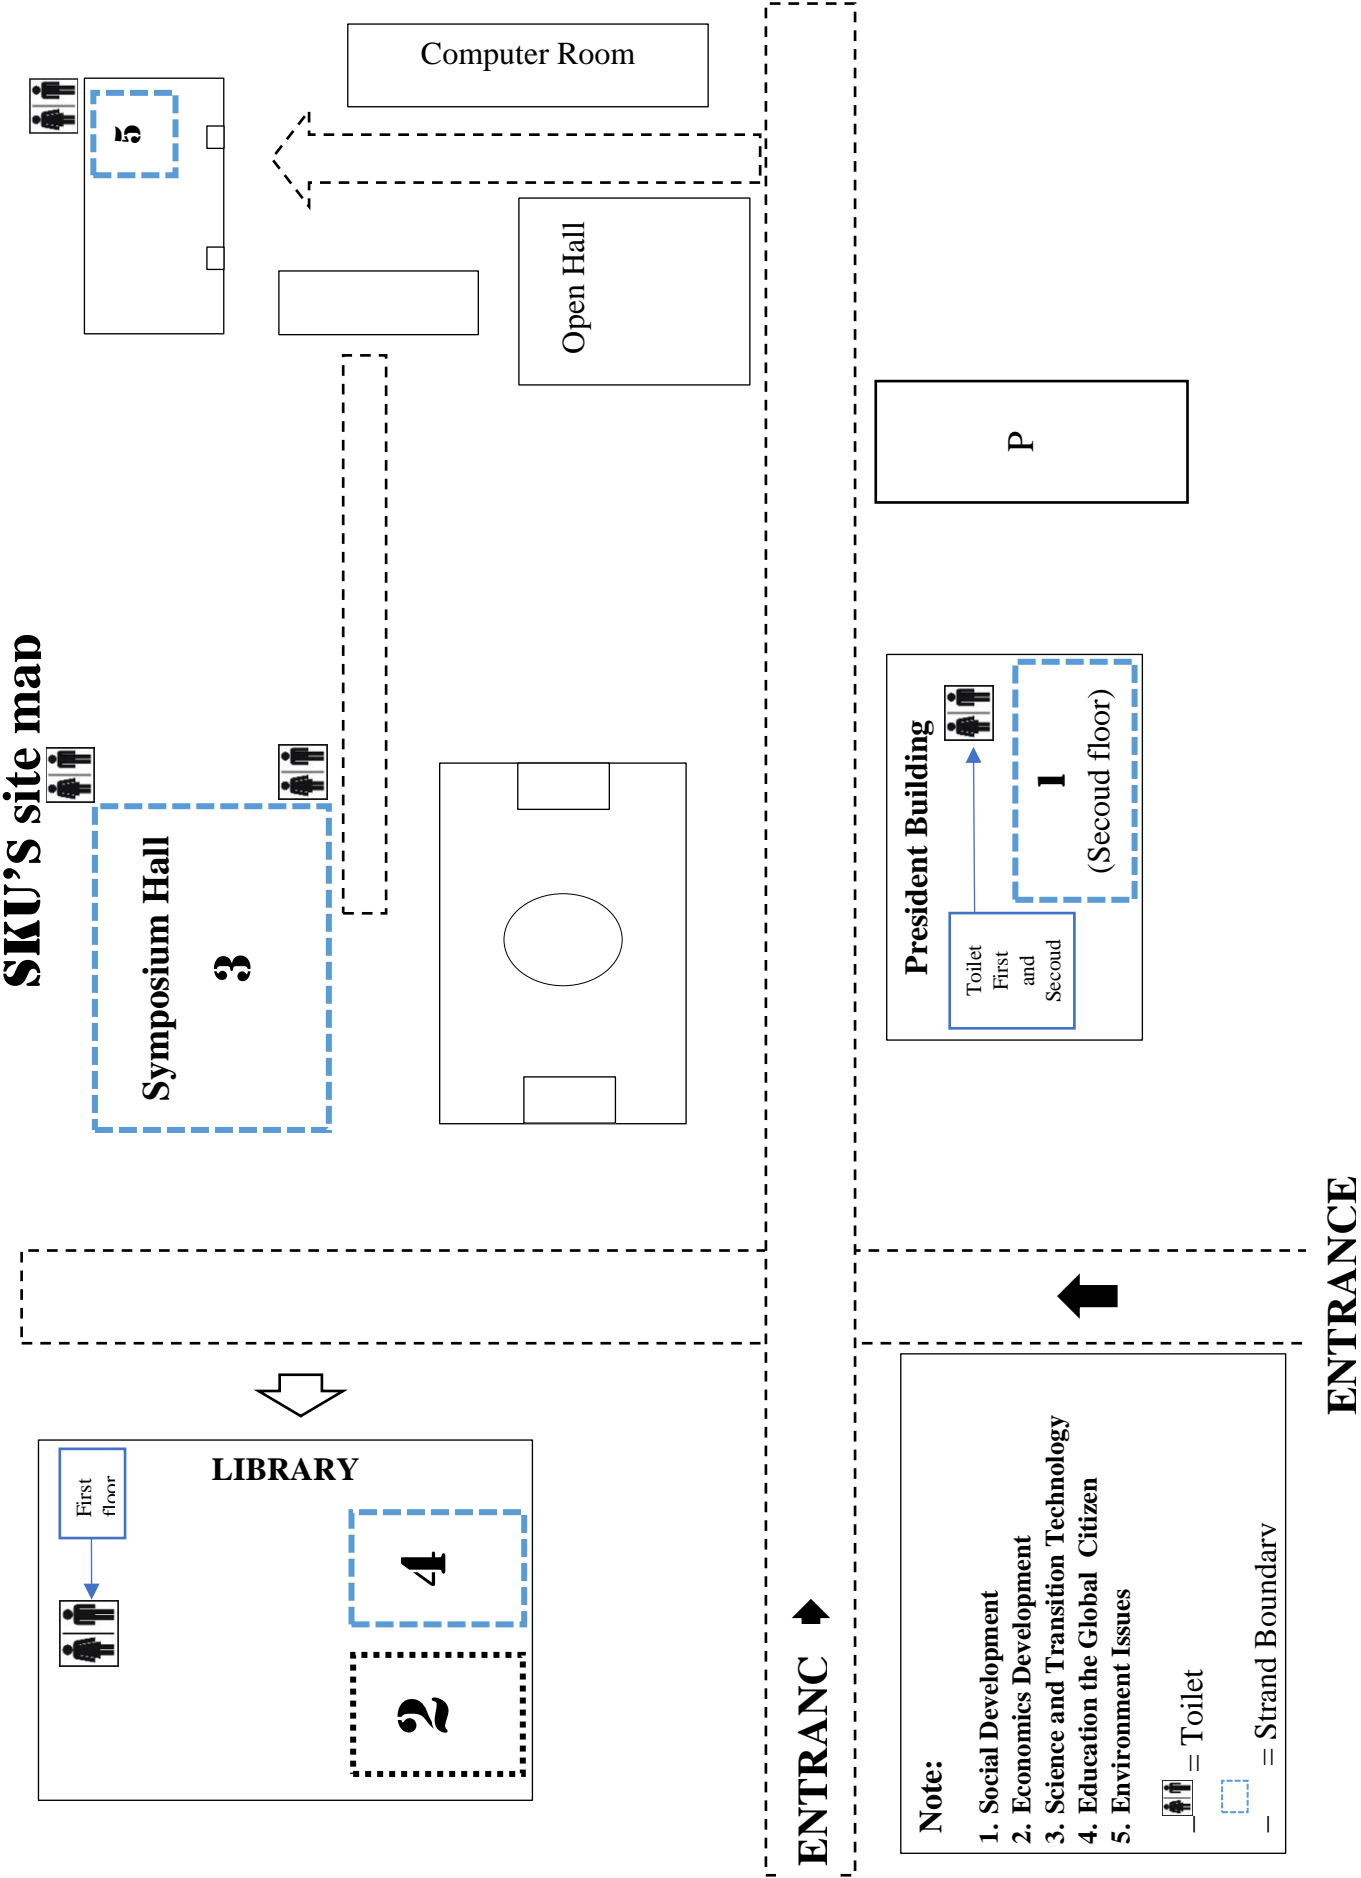 SKU's site map
Symposium Hall
3
5
Computer Room
Open Hall
P
LIBRARY
First
floor
4
2
President Building
Toilet
First
and
Secoud
1
(Secoud floor)
ENTRANC
ENTRANCE
Note:
1. Social Development
2. Economics Development
3. Science and Transition Technology
4. Education the Global Citizen
5. Environment Issues
– = Toilet
– = Strand Boundary